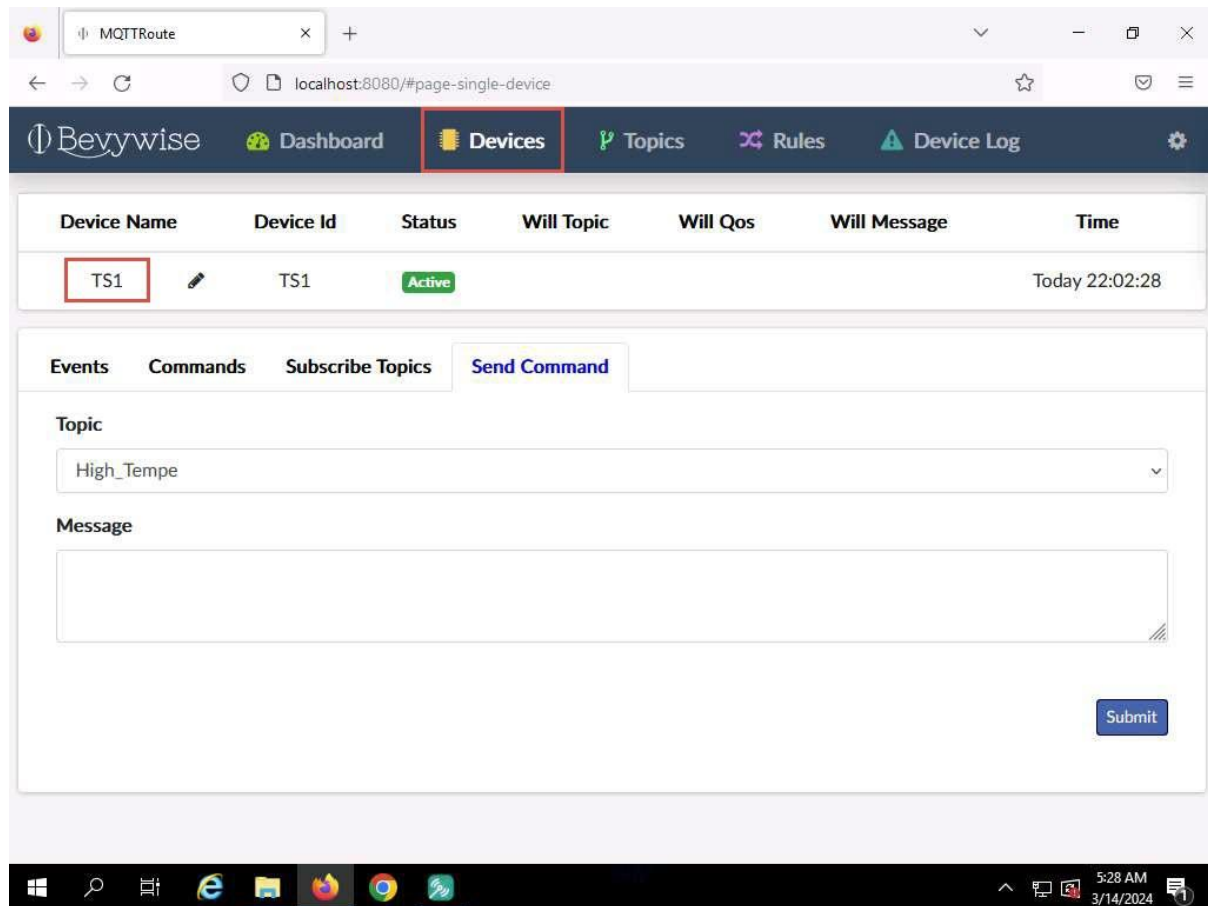 MQTTRoute
localhost:8080/#page-single-device
Bevywise Dashboard Devices Topics Rules Device Log
Device Name Device Id Status Will Topic Will Qos Will Message Time
TS1 TS1 Active Today 22:02:28
Events Commands Subscribe Topics Send Command
Topic
High_Tempe
Message
Submit
5:28 AM
3/14/2024
1